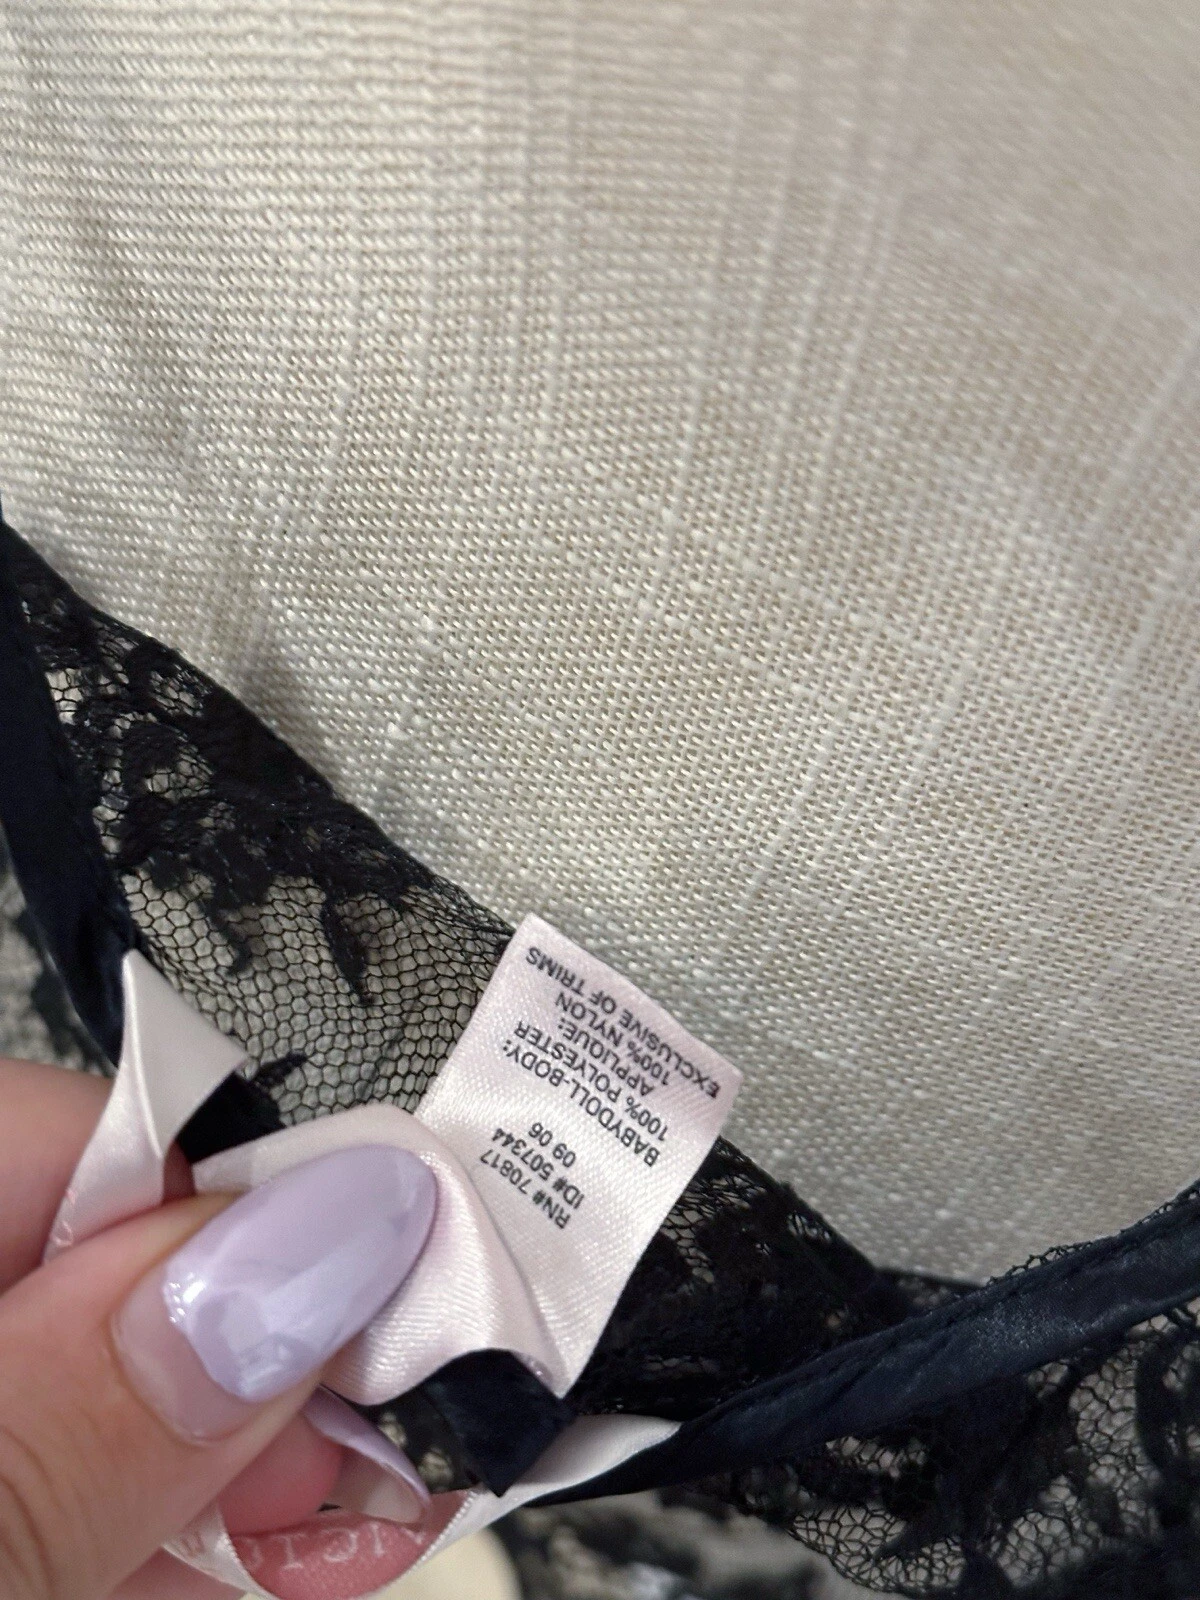 RN# 70817
ID# 507344
09 06
BABYDOLL-BODY:
100% POLYESTER
APPLIQUE:
100% NYLON
EXCLUSIVE OF TRIMS